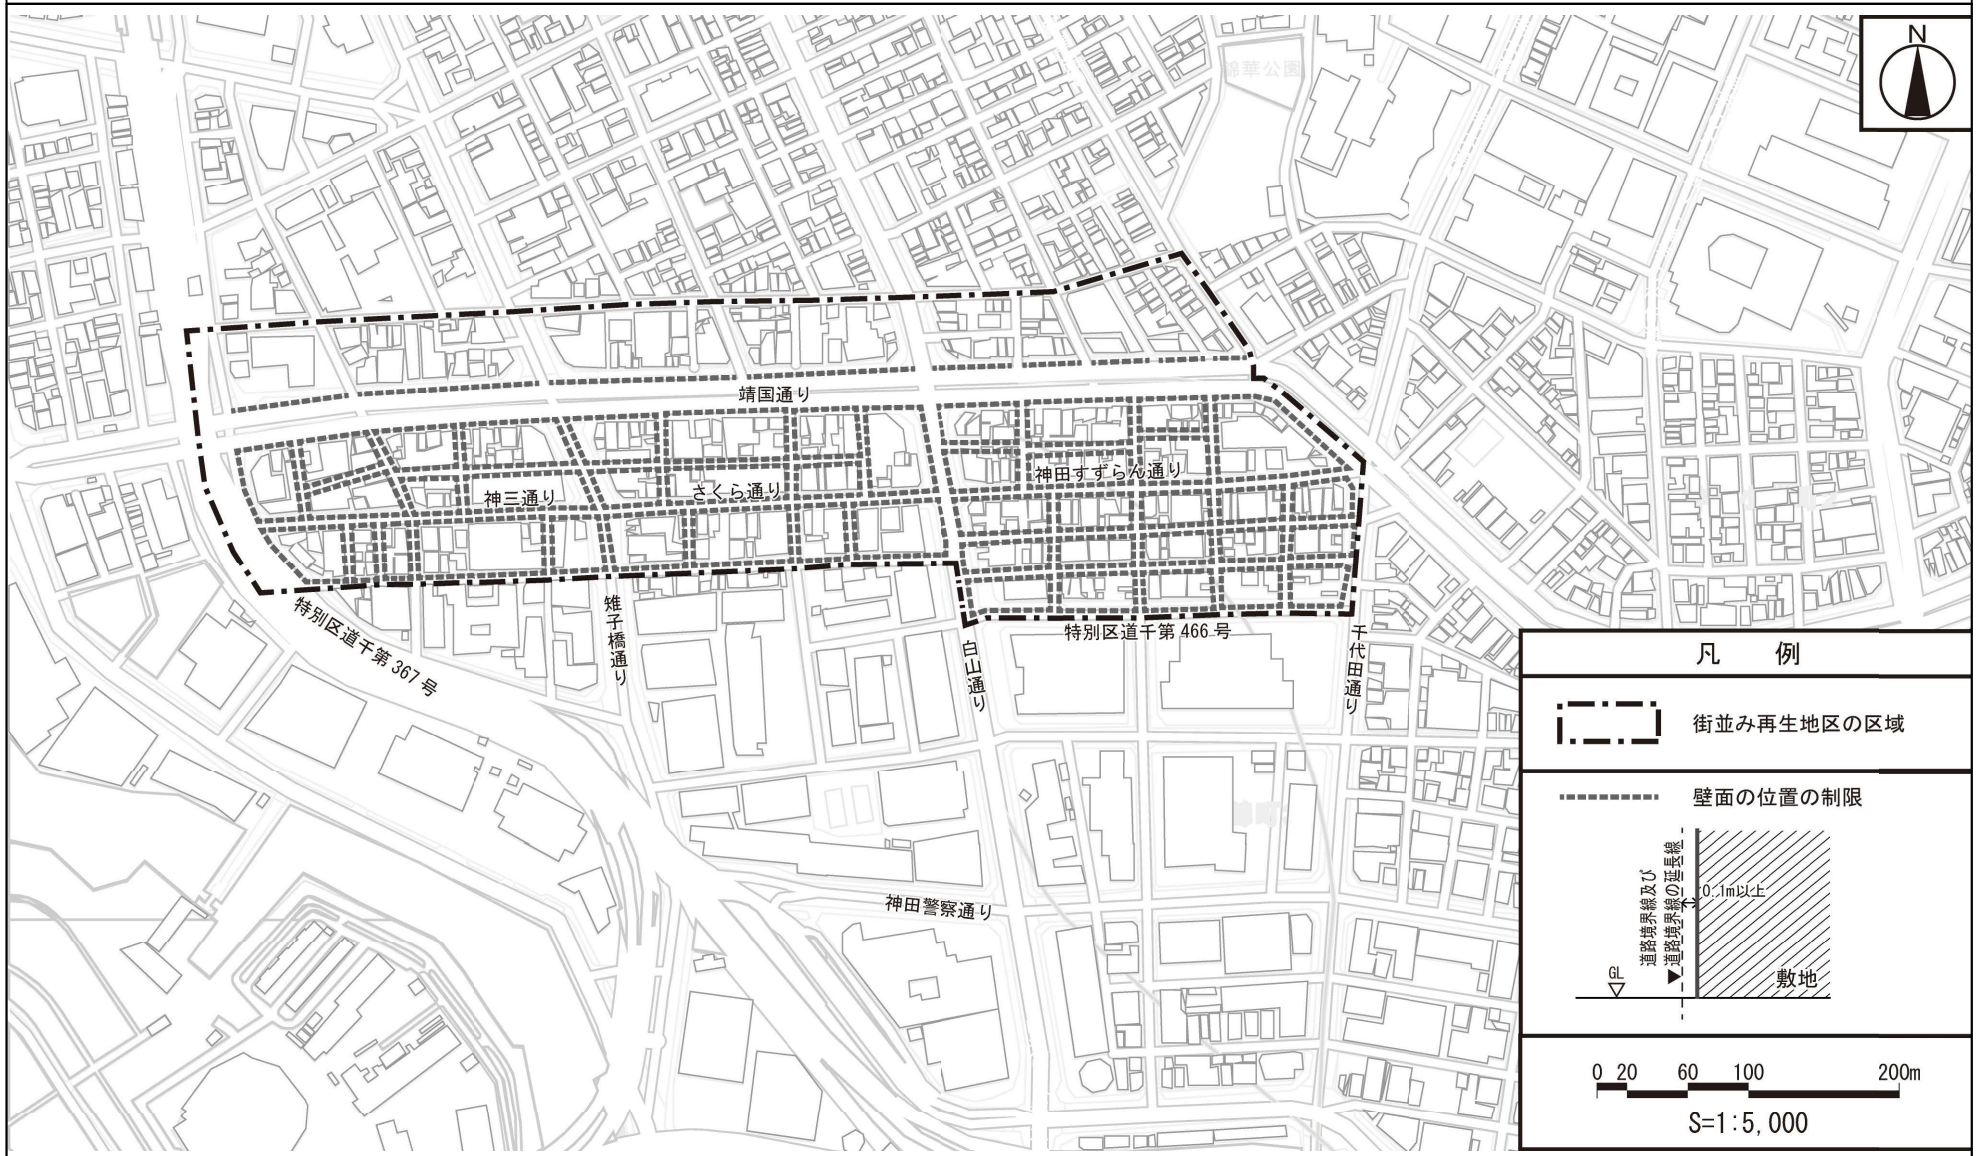 N
錦華公園
靖国通り
神田すずらん通り
さくら通り
神三通り
特別区道千第367号
雉子橋通り
白山通り
特別区道千第466号
千代田通り
神田警察通り
凡 例
街並み再生地区の区域
壁面の位置の制限
道路境界線及び
道路境界線の延長線
0.1m以上
GL
敷地
0 20 60 100 200m
S=1:5,000